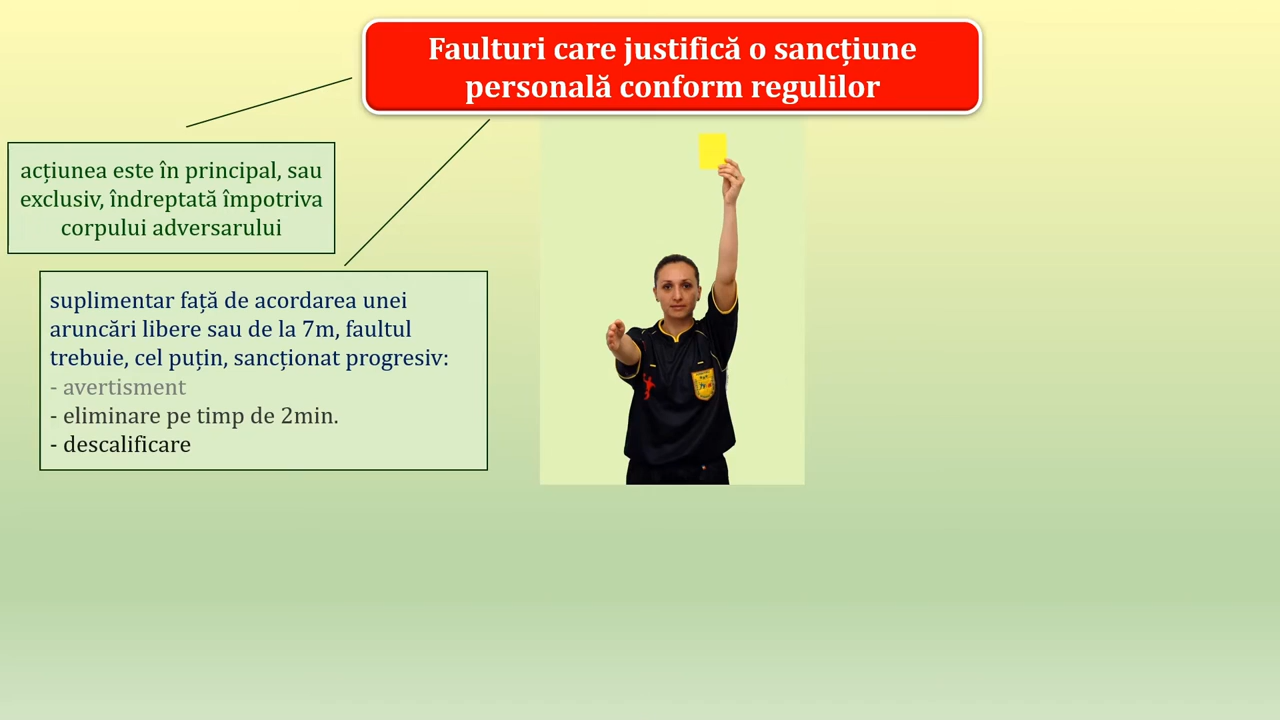 Faulturi care justifică o sancțiune
personală conform regulilor
acțiunea este în principal, sau
exclusiv, îndreptată împotriva
corpului adversarului
suplimentar față de acordarea unei
aruncări libere sau de la 7m, faultul
trebuie, cel puțin, sancționat progresiv:
- avertisment
- eliminare pe timp de 2min.
- descalificare